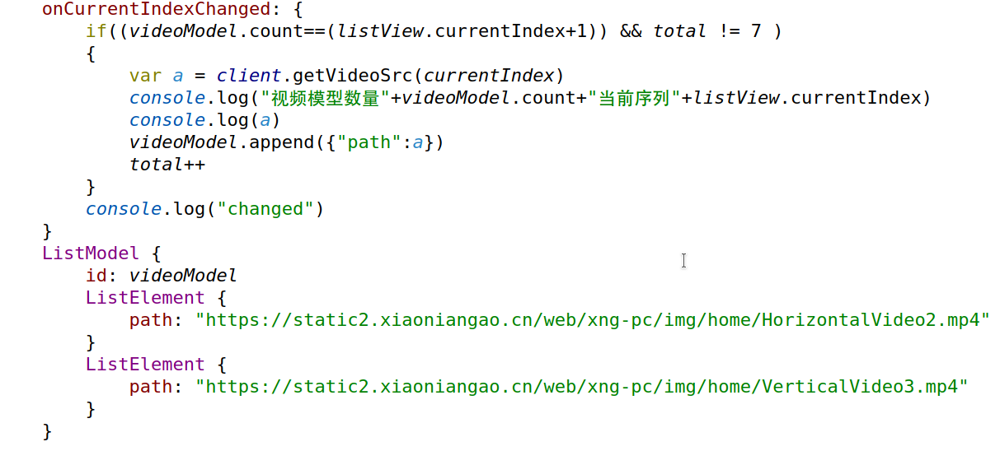 onCurrentIndexChanged: {
if((videoModel.count==(listView.currentIndex+1)) && total != 7 )
{
var a = client.getVideoSrc(currentIndex)
console.log("视频模型数量"+videoModel.count+"当前序列"+listView.currentIndex)
console.log(a)
videoModel.append({"path":a})
total++
}
console.log("changed")
}
ListModel {
id: videoModel
ListElement {
path: "https://static2.xiaoniangao.cn/web/xng-pc/img/home/HorizontalVideo2.mp4"
}
ListElement {
path: "https://static2.xiaoniangao.cn/web/xng-pc/img/home/VerticalVideo3.mp4"
}
}